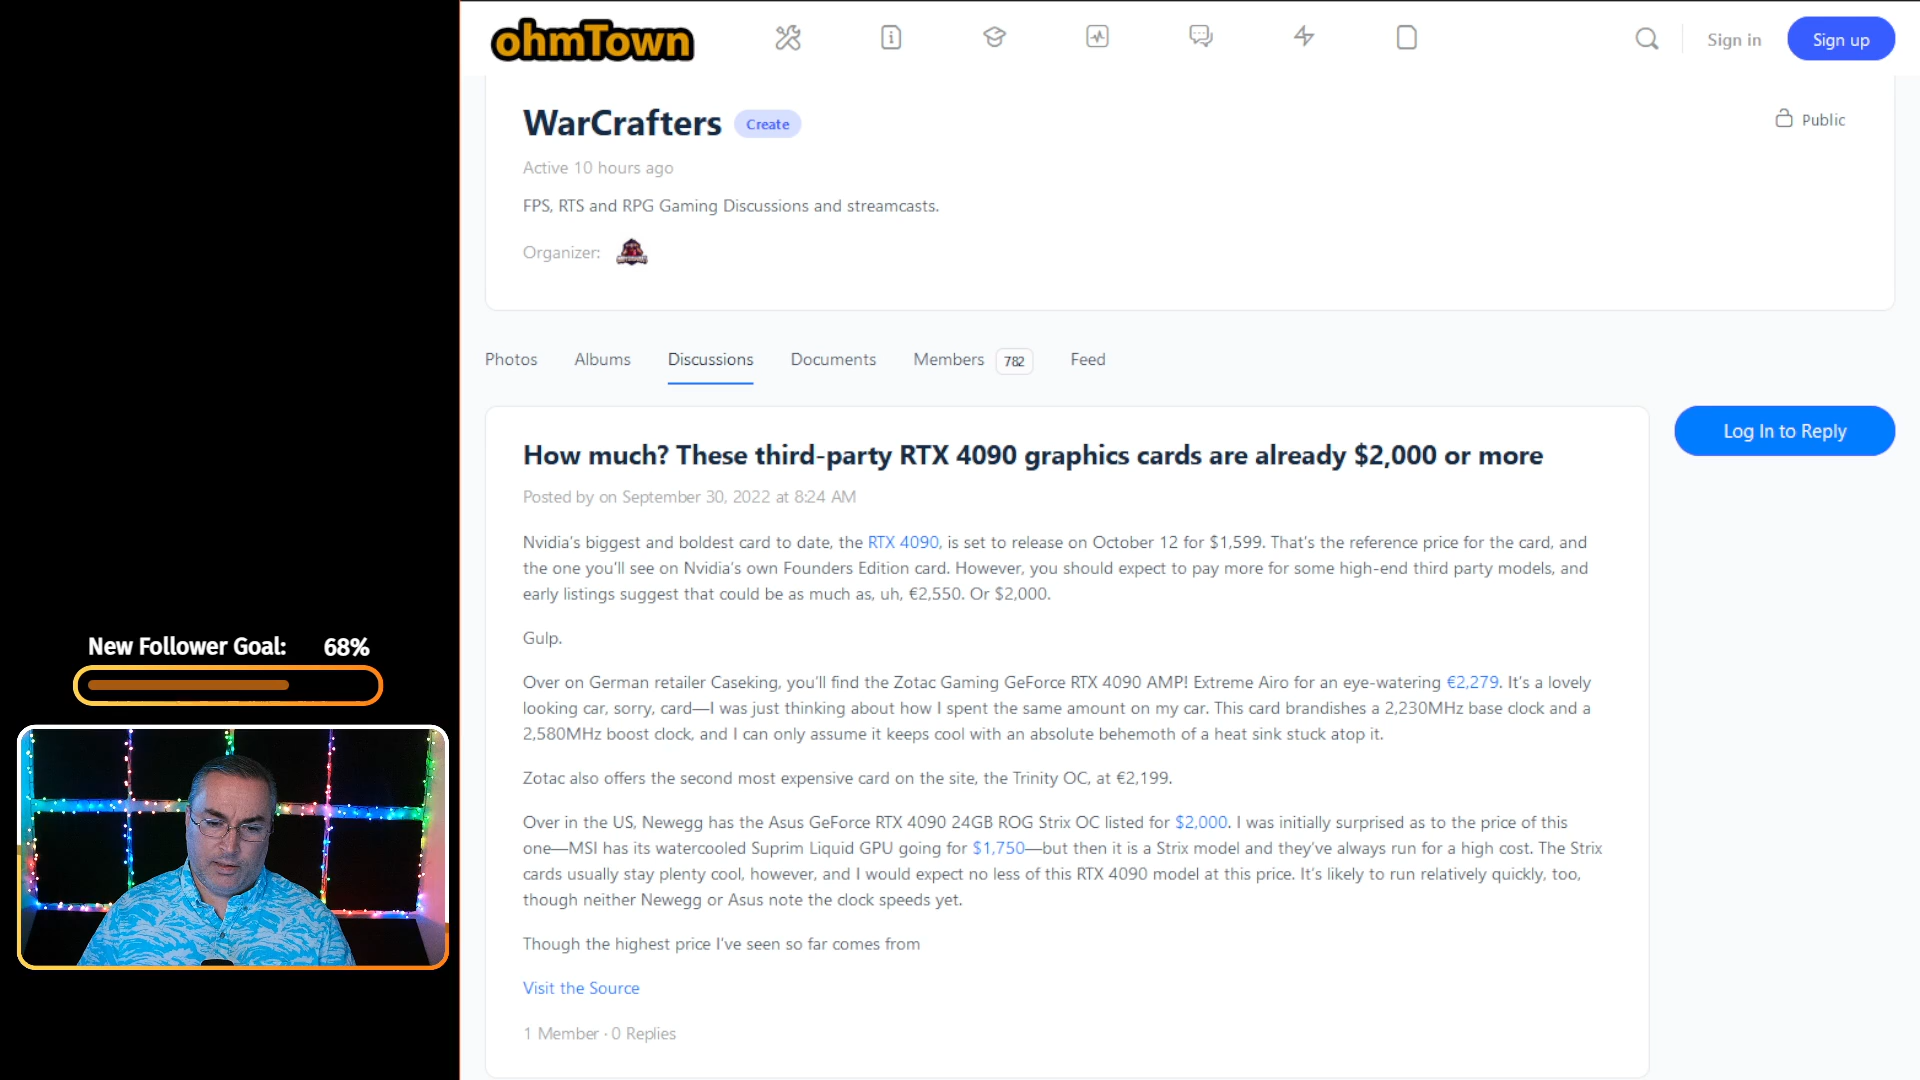 ohmTown
Sign in
Sign up
WarCrafters
Create
Public
Active 10 hours ago
FPS, RTS and RPG Gaming Discussions and streamcasts.
Organizer:
Photos
Albums
Discussions
Documents
Members
782
Feed
How much? These third-party RTX 4090 graphics cards are already $2,000 or more
Log In to Reply
Posted by on September 30, 2022 at 8:24 AM
Nvidia's biggest and boldest card to date, the RTX 4090, is set to release on October 12 for $1,599. That's the reference price for the card, and
the one you'll see on Nvidia's own Founders Edition card. However, you should expect to pay more for some high-end third party models, and
early listings suggest that could be as much as, uh, €2,550. Or $2,000.
Gulp.
Over on German retailer Caseking, you'll find the Zotac Gaming GeForce RTX 4090 AMP! Extreme Airo for an eye-watering €2,279. It's a lovely
looking car, sorry, card—I was just thinking about how I spent the same amount on my car. This card brandishes a 2,230MHz base clock and a
2,580MHz boost clock, and I can only assume it keeps cool with an absolute behemoth of a heat sink stuck atop it.
Zotac also offers the second most expensive card on the site, the Trinity OC, at €2,199.
Over in the US, Newegg has the Asus GeForce RTX 4090 24GB ROG Strix OC listed for $2,000. I was initially surprised as to the price of this
one—MSI has its watercooled Suprim Liquid GPU going for $1,750—but then it is a Strix model and they've always run for a high cost. The Strix
cards usually stay plenty cool, however, and I would expect no less of this RTX 4090 model at this price. It's likely to run relatively quickly, too,
though neither Newegg or Asus note the clock speeds yet.
Though the highest price I've seen so far comes from
Visit the Source
1 Member · 0 Replies
New Follower Goal: 68%